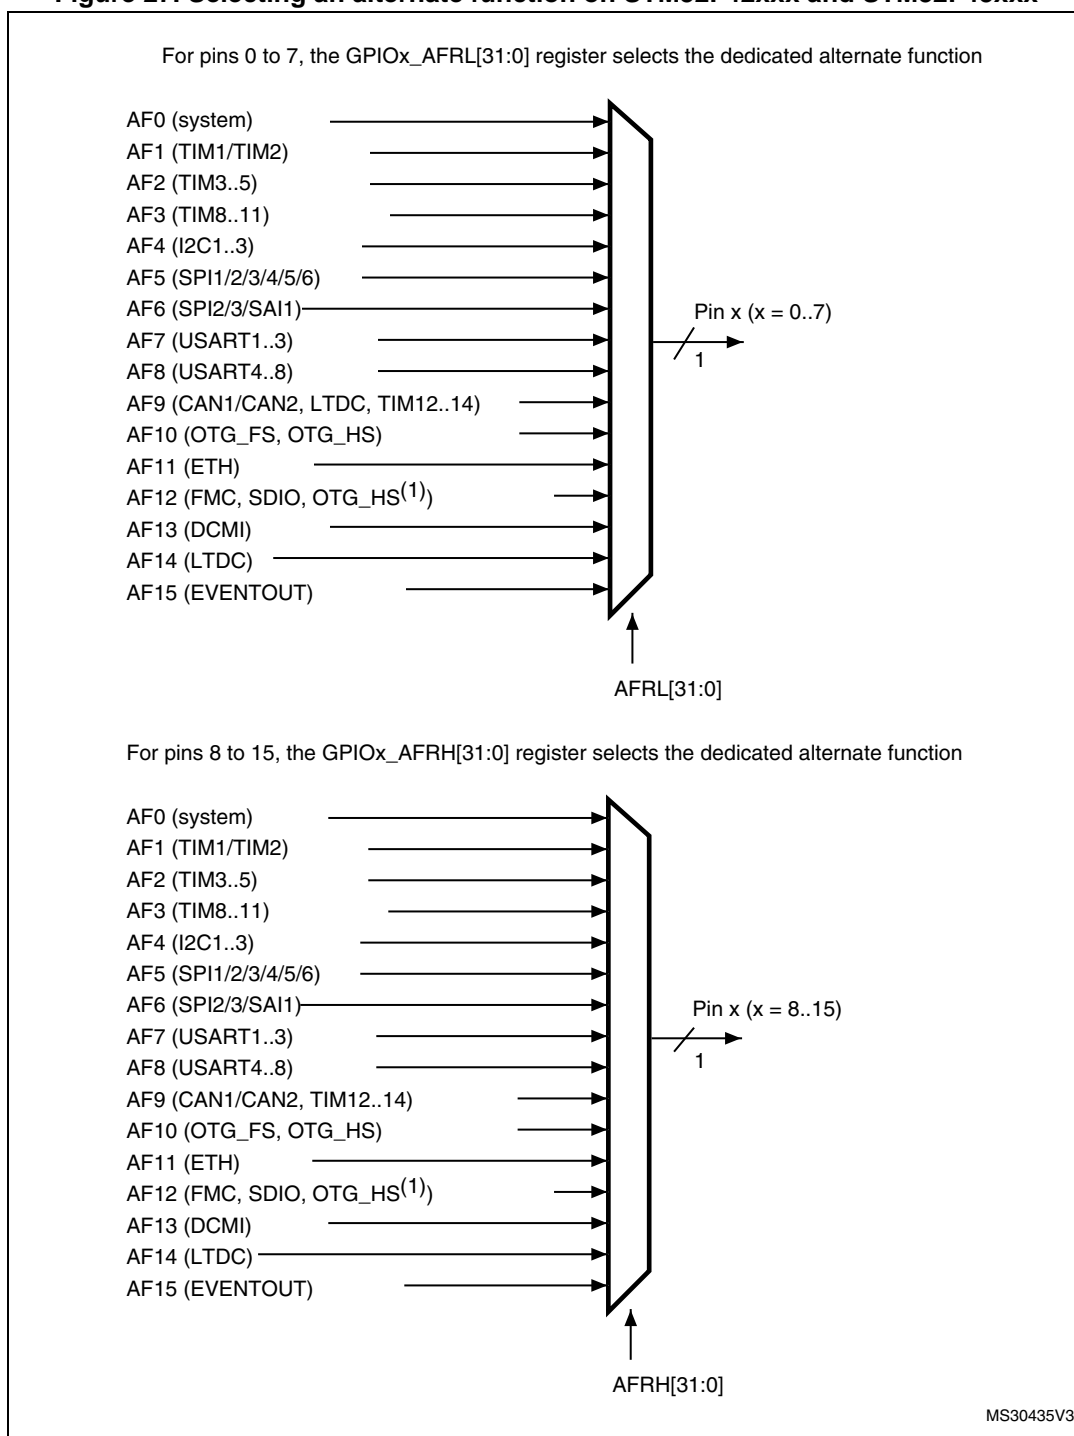 For pins 0 to 7, the GPIOx_AFRL[31:0] register selects the dedicated alternate function
AF0 (system)
AF1 (TIM1/TIM2)
AF2 (TIM3..5)
AF3 (TIM8..11)
AF4 (I2C1..3)
AF5 (SPI1/2/3/4/5/6)
AF6 (SPI2/3/SAI1)
AF7 (USART1..3)
AF8 (USART4..8)
AF9 (CAN1/CAN2, LTDC, TIM12..14)
AF10 (OTG_FS, OTG_HS)
AF11 (ETH)
AF12 (FMC, SDIO, OTG_HS(1))
AF13 (DCMI)
AF14 (LTDC)
AF15 (EVENTOUT)
Pin x (x = 0..7)
1
AFRL[31:0]
For pins 8 to 15, the GPIOx_AFRH[31:0] register selects the dedicated alternate function
AF0 (system)
AF1 (TIM1/TIM2)
AF2 (TIM3..5)
AF3 (TIM8..11)
AF4 (I2C1..3)
AF5 (SPI1/2/3/4/5/6)
AF6 (SPI2/3/SAI1)
AF7 (USART1..3)
AF8 (USART4..8)
AF9 (CAN1/CAN2, TIM12..14)
AF10 (OTG_FS, OTG_HS)
AF11 (ETH)
AF12 (FMC, SDIO, OTG_HS(1))
AF13 (DCMI)
AF14 (LTDC)
AF15 (EVENTOUT)
Pin x (x = 8..15)
1
AFRH[31:0]
MS30435V3